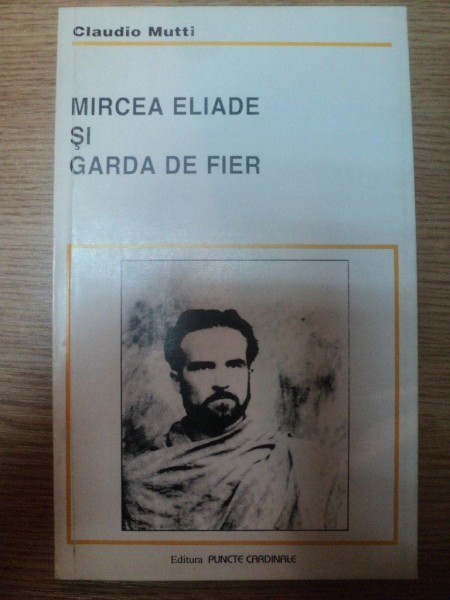 Claudio Mutti
MIRCEA ELIADE
ŞI
GARDA DE FIER
Editura PUNCTE CARDINALE